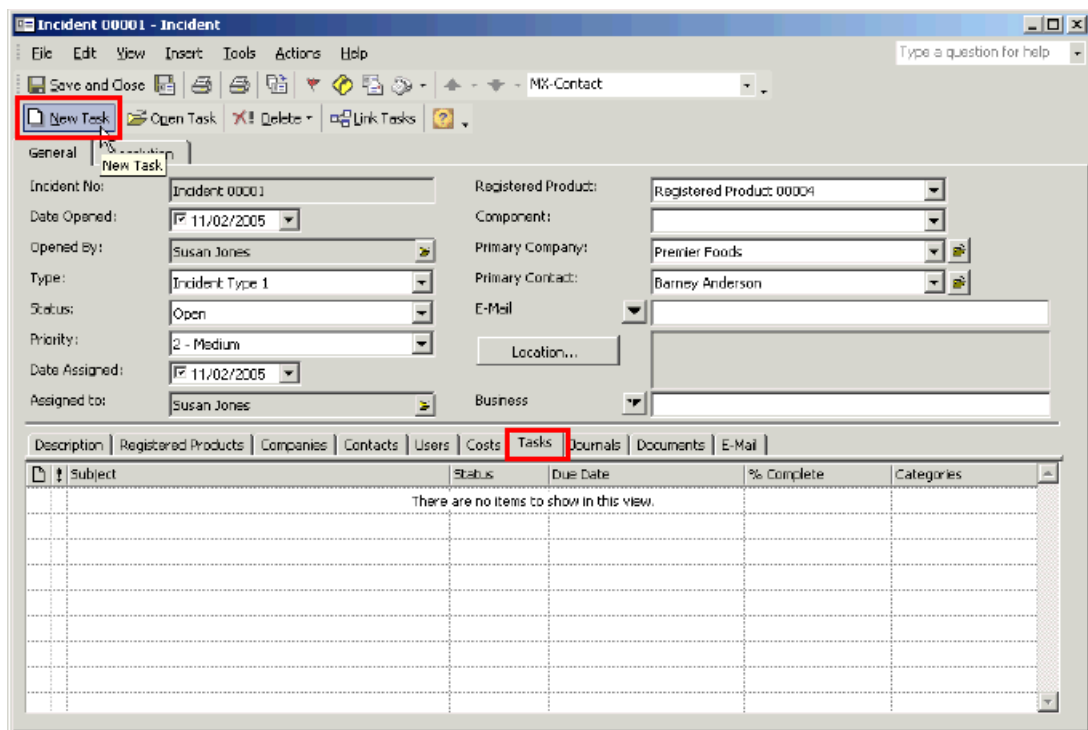 Incident 00001 - Incident
File Edit View Insert Tools Actions Help Type a question for help
Save and Close MX-Contact
New Task Open Task Delete Link Tasks
General
New Task
Incident No: Incident 00001 Registered Product: Registered Product 00004
Date Opened: 11/02/2005 Component:
Opened By: Susan Jones Primary Company: Premier Foods
Type: Incident Type 1 Primary Contact: Barney Anderson
Status: Open E-Mail
Priority: 2 - Medium Location...
Date Assigned: 11/02/2005
Assigned to: Susan Jones Business
Description Registered Products Companies Contacts Users Costs Tasks Journals Documents E-Mail
! Subject Status Due Date % Complete Categories
There are no items to show in this view.